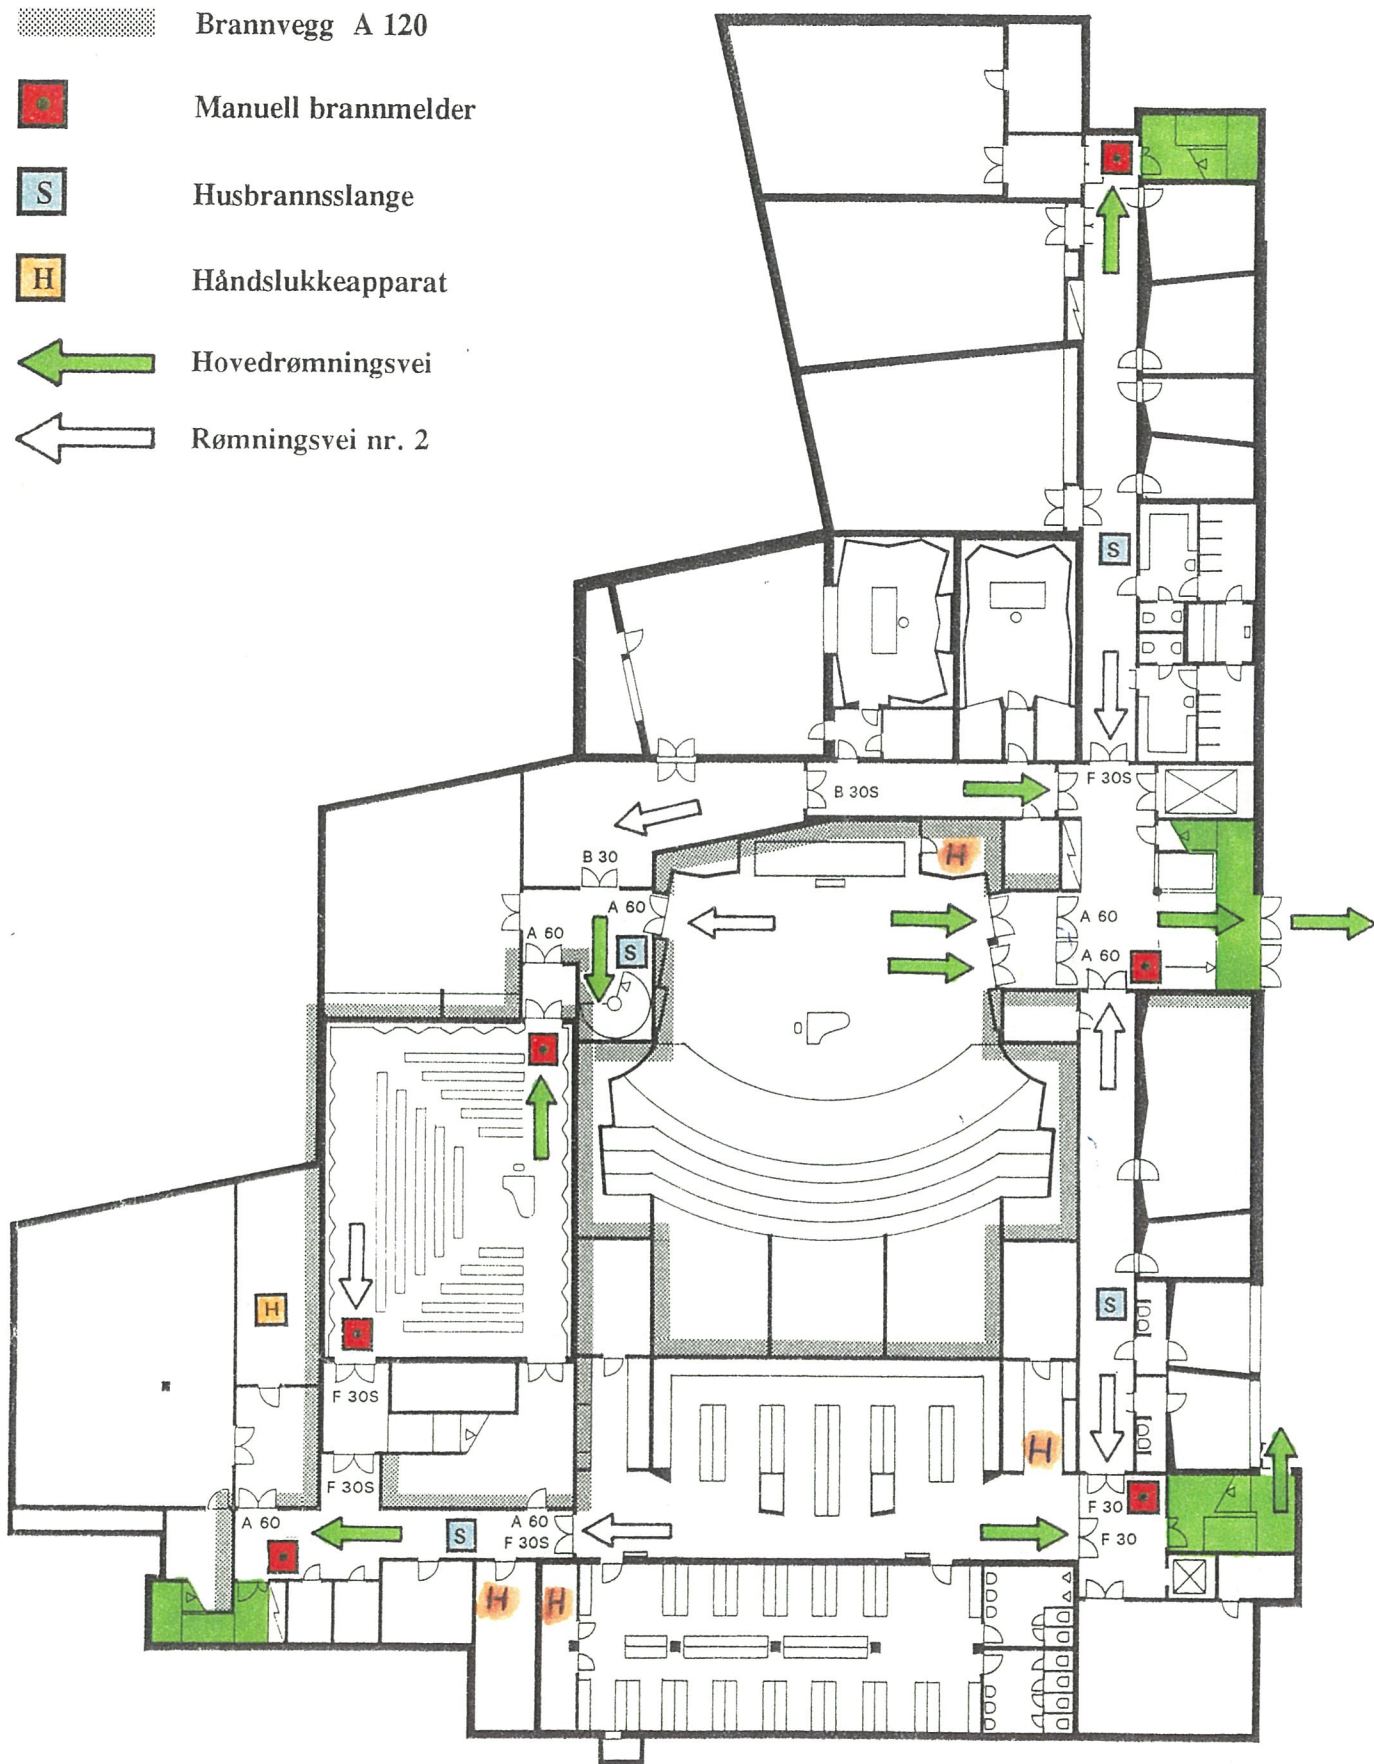 Brannvegg A 120
Manuell brannmelder
S Husbrannsslange
H Håndslukkeapparat
Hovedrømningsvei
Rømningsvei nr. 2
S
F 30S
B 30S
H
B 30
A 60
A 60
A 60
A 60
S
S
H
F 30S
H
F 30S
F 30
A 60
S
A 60
F 30S
F 30
H
H